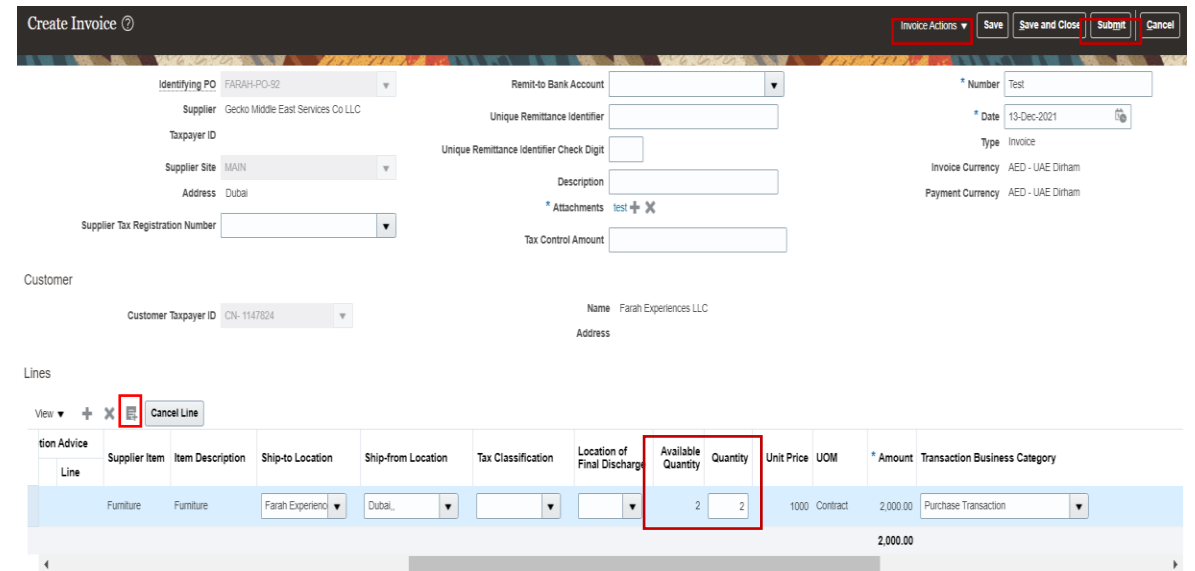 Create Invoice ?
Invoice Actions Save Save and Close Submit Cancel
Identifying PO FARAH-PO-92
Supplier Gecko Middle East Services Co LLC
Taxpayer ID
Supplier Site MAIN
Address Dubai
Supplier Tax Registration Number
Remit-to Bank Account
Unique Remittance Identifier
Unique Remittance Identifier Check Digit
Description
* Attachments test
Tax Control Amount
* Number Test
* Date 13-Dec-2021
Type Invoice
Invoice Currency AED - UAE Dirham
Payment Currency AED - UAE Dirham
Customer
Customer Taxpayer ID CN- 1147824
Name Farah Experiences LLC
Address
Lines
View Cancel Line
tion Advice
Line
Supplier Item Item Description Ship-to Location Ship-from Location Tax Classification
Location of
Final Discharge
Available
Quantity
Quantity Unit Price UOM * Amount Transaction Business Category
Furniture Furniture Farah Experienc Dubai,, 2 2 1000 Contract 2,000.00 Purchase Transaction
2,000.00